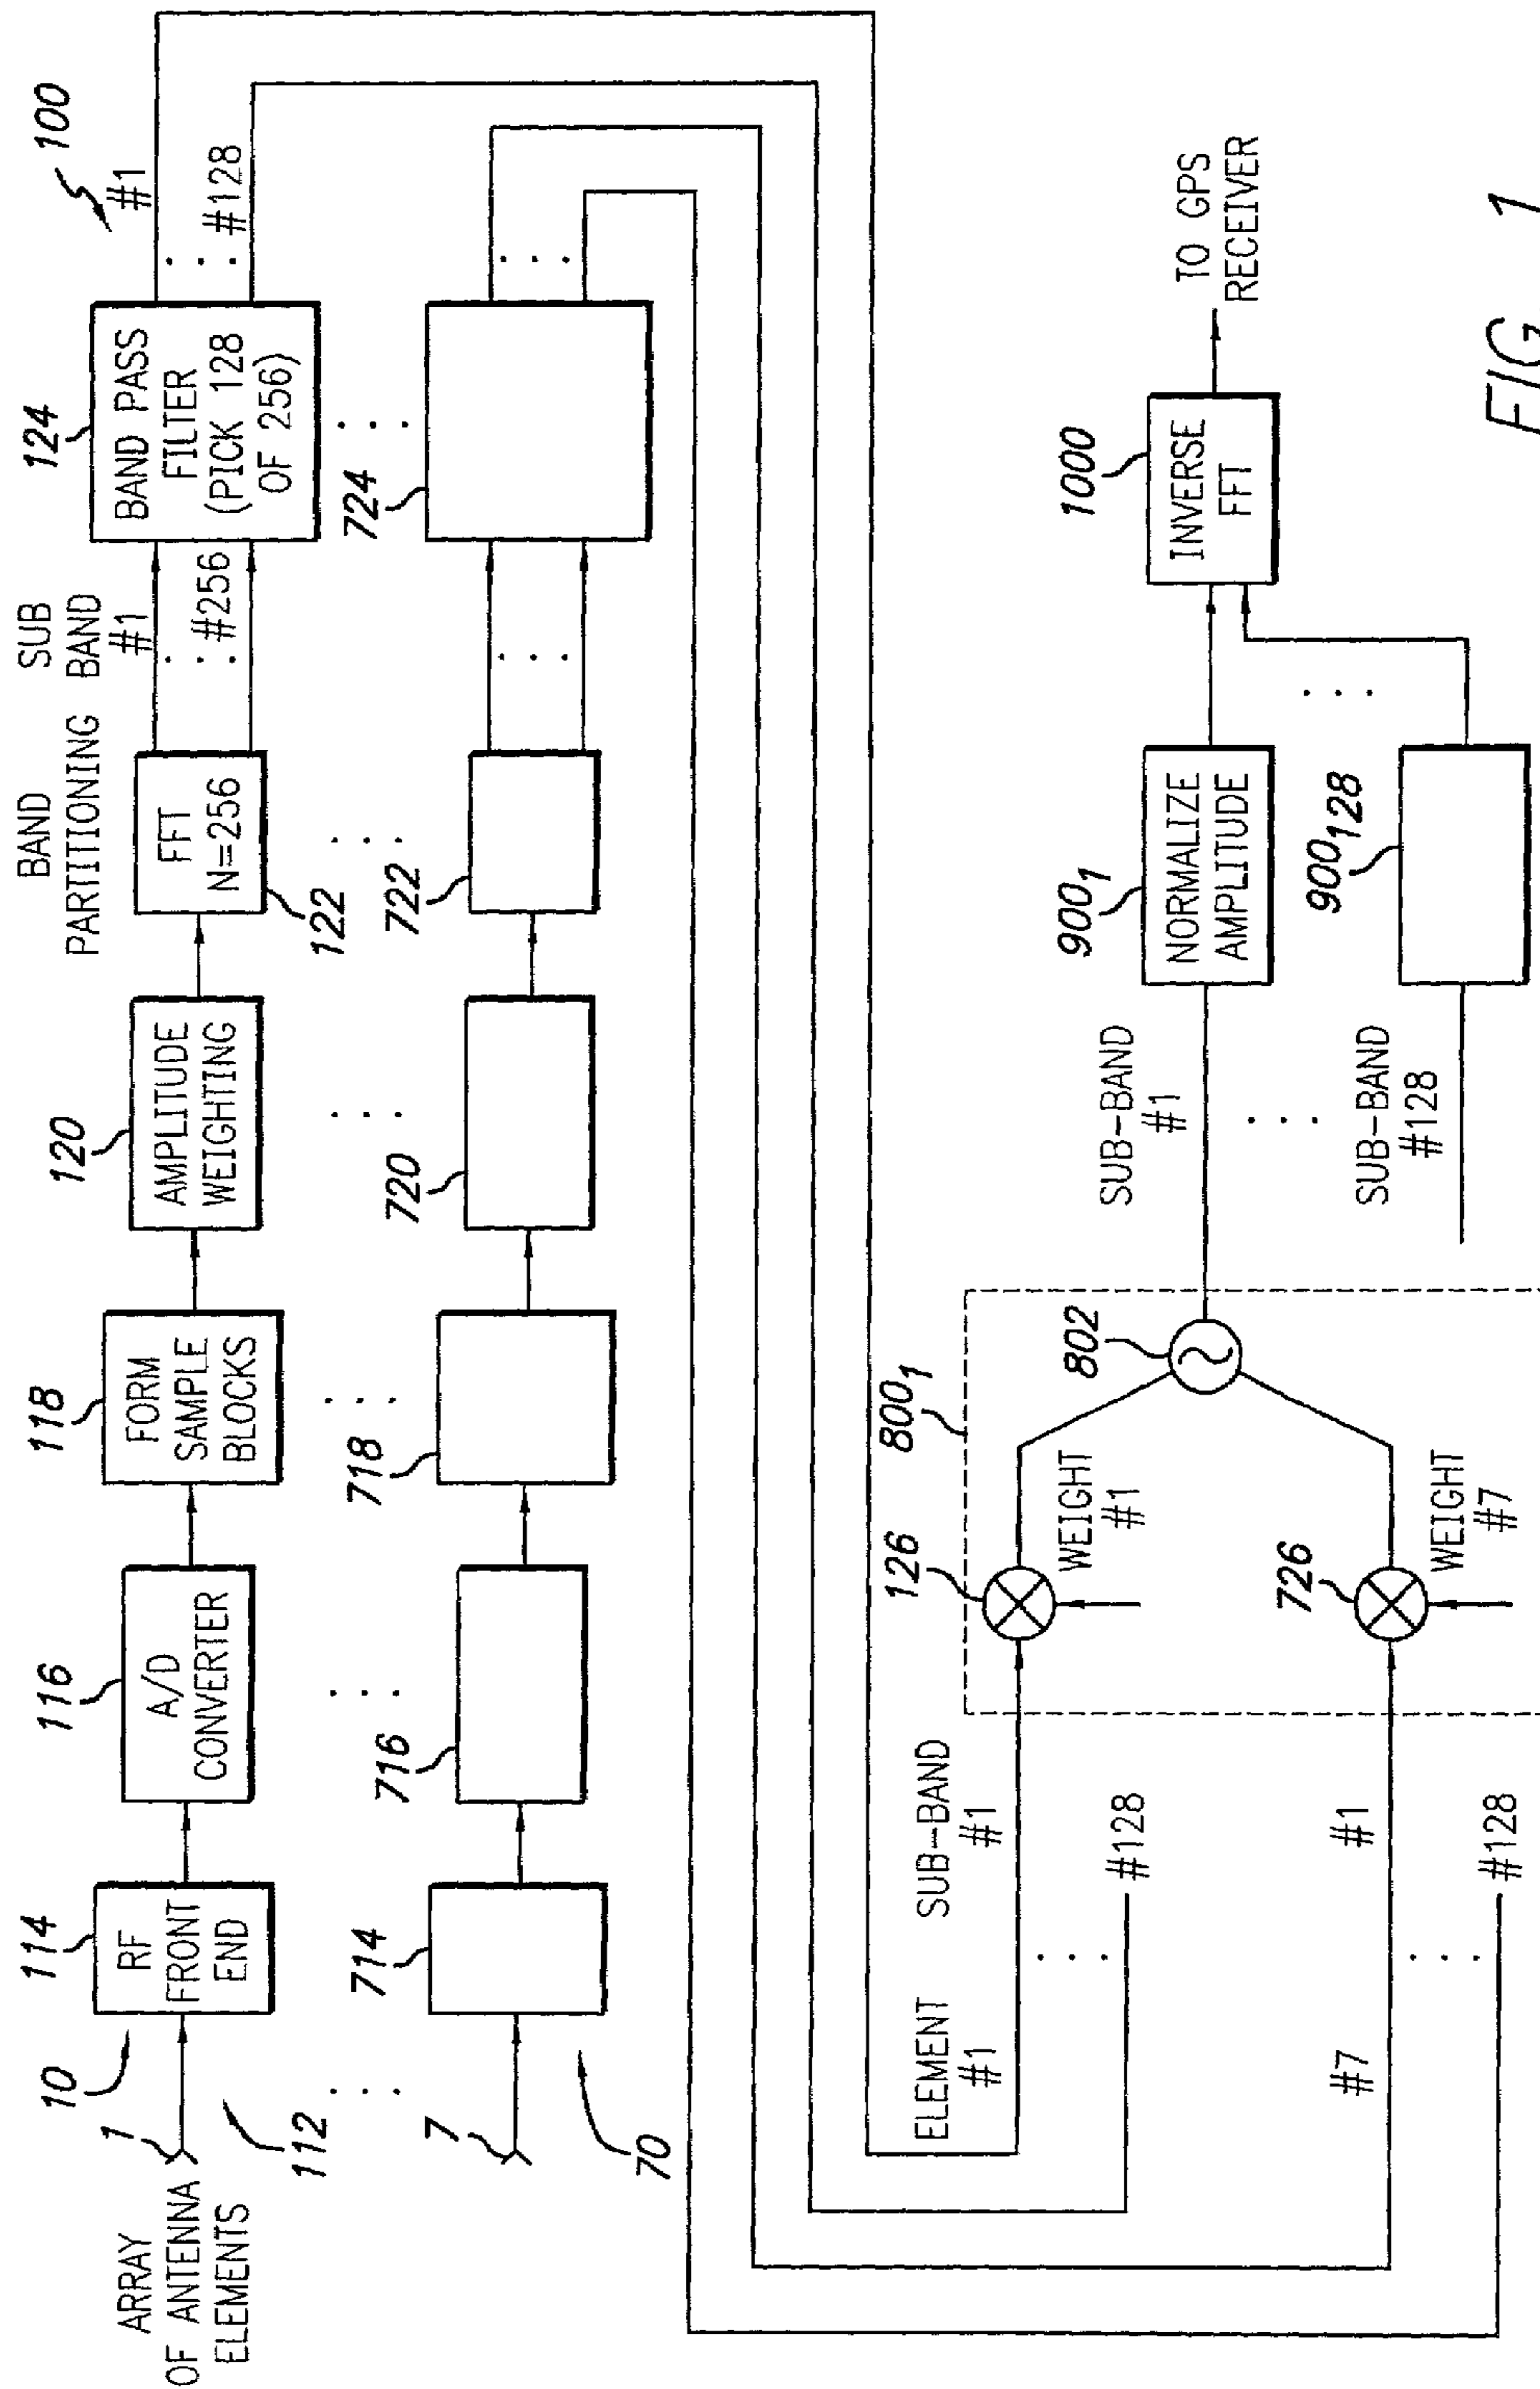 100
10
114
RF
FRONT
END
116
A/D
CONVERTER
118
FORM
SAMPLE
BLOCKS
120
AMPLITUDE
WEIGHTING
BAND
PARTITIONING
FFT
N=256
122
SUB
BAND
#1
#256
124
BAND PASS
FILTER
(PICK 128
OF 256)
#1
#128
ARRAY
OF ANTENNA
ELEMENTS
1
112
7
70
714
716
718
720
722
724
ELEMENT
#1
SUB-BAND
#1
#128
#7
#1
#128
800₁
126
WEIGHT
#1
726
WEIGHT
#7
802
SUB-BAND
#1
SUB-BAND
#128
900₁
NORMALIZE
AMPLITUDE
900₁₂₈
1000
INVERSE
FFT
TO GPS
RECEIVER
FIG. 1